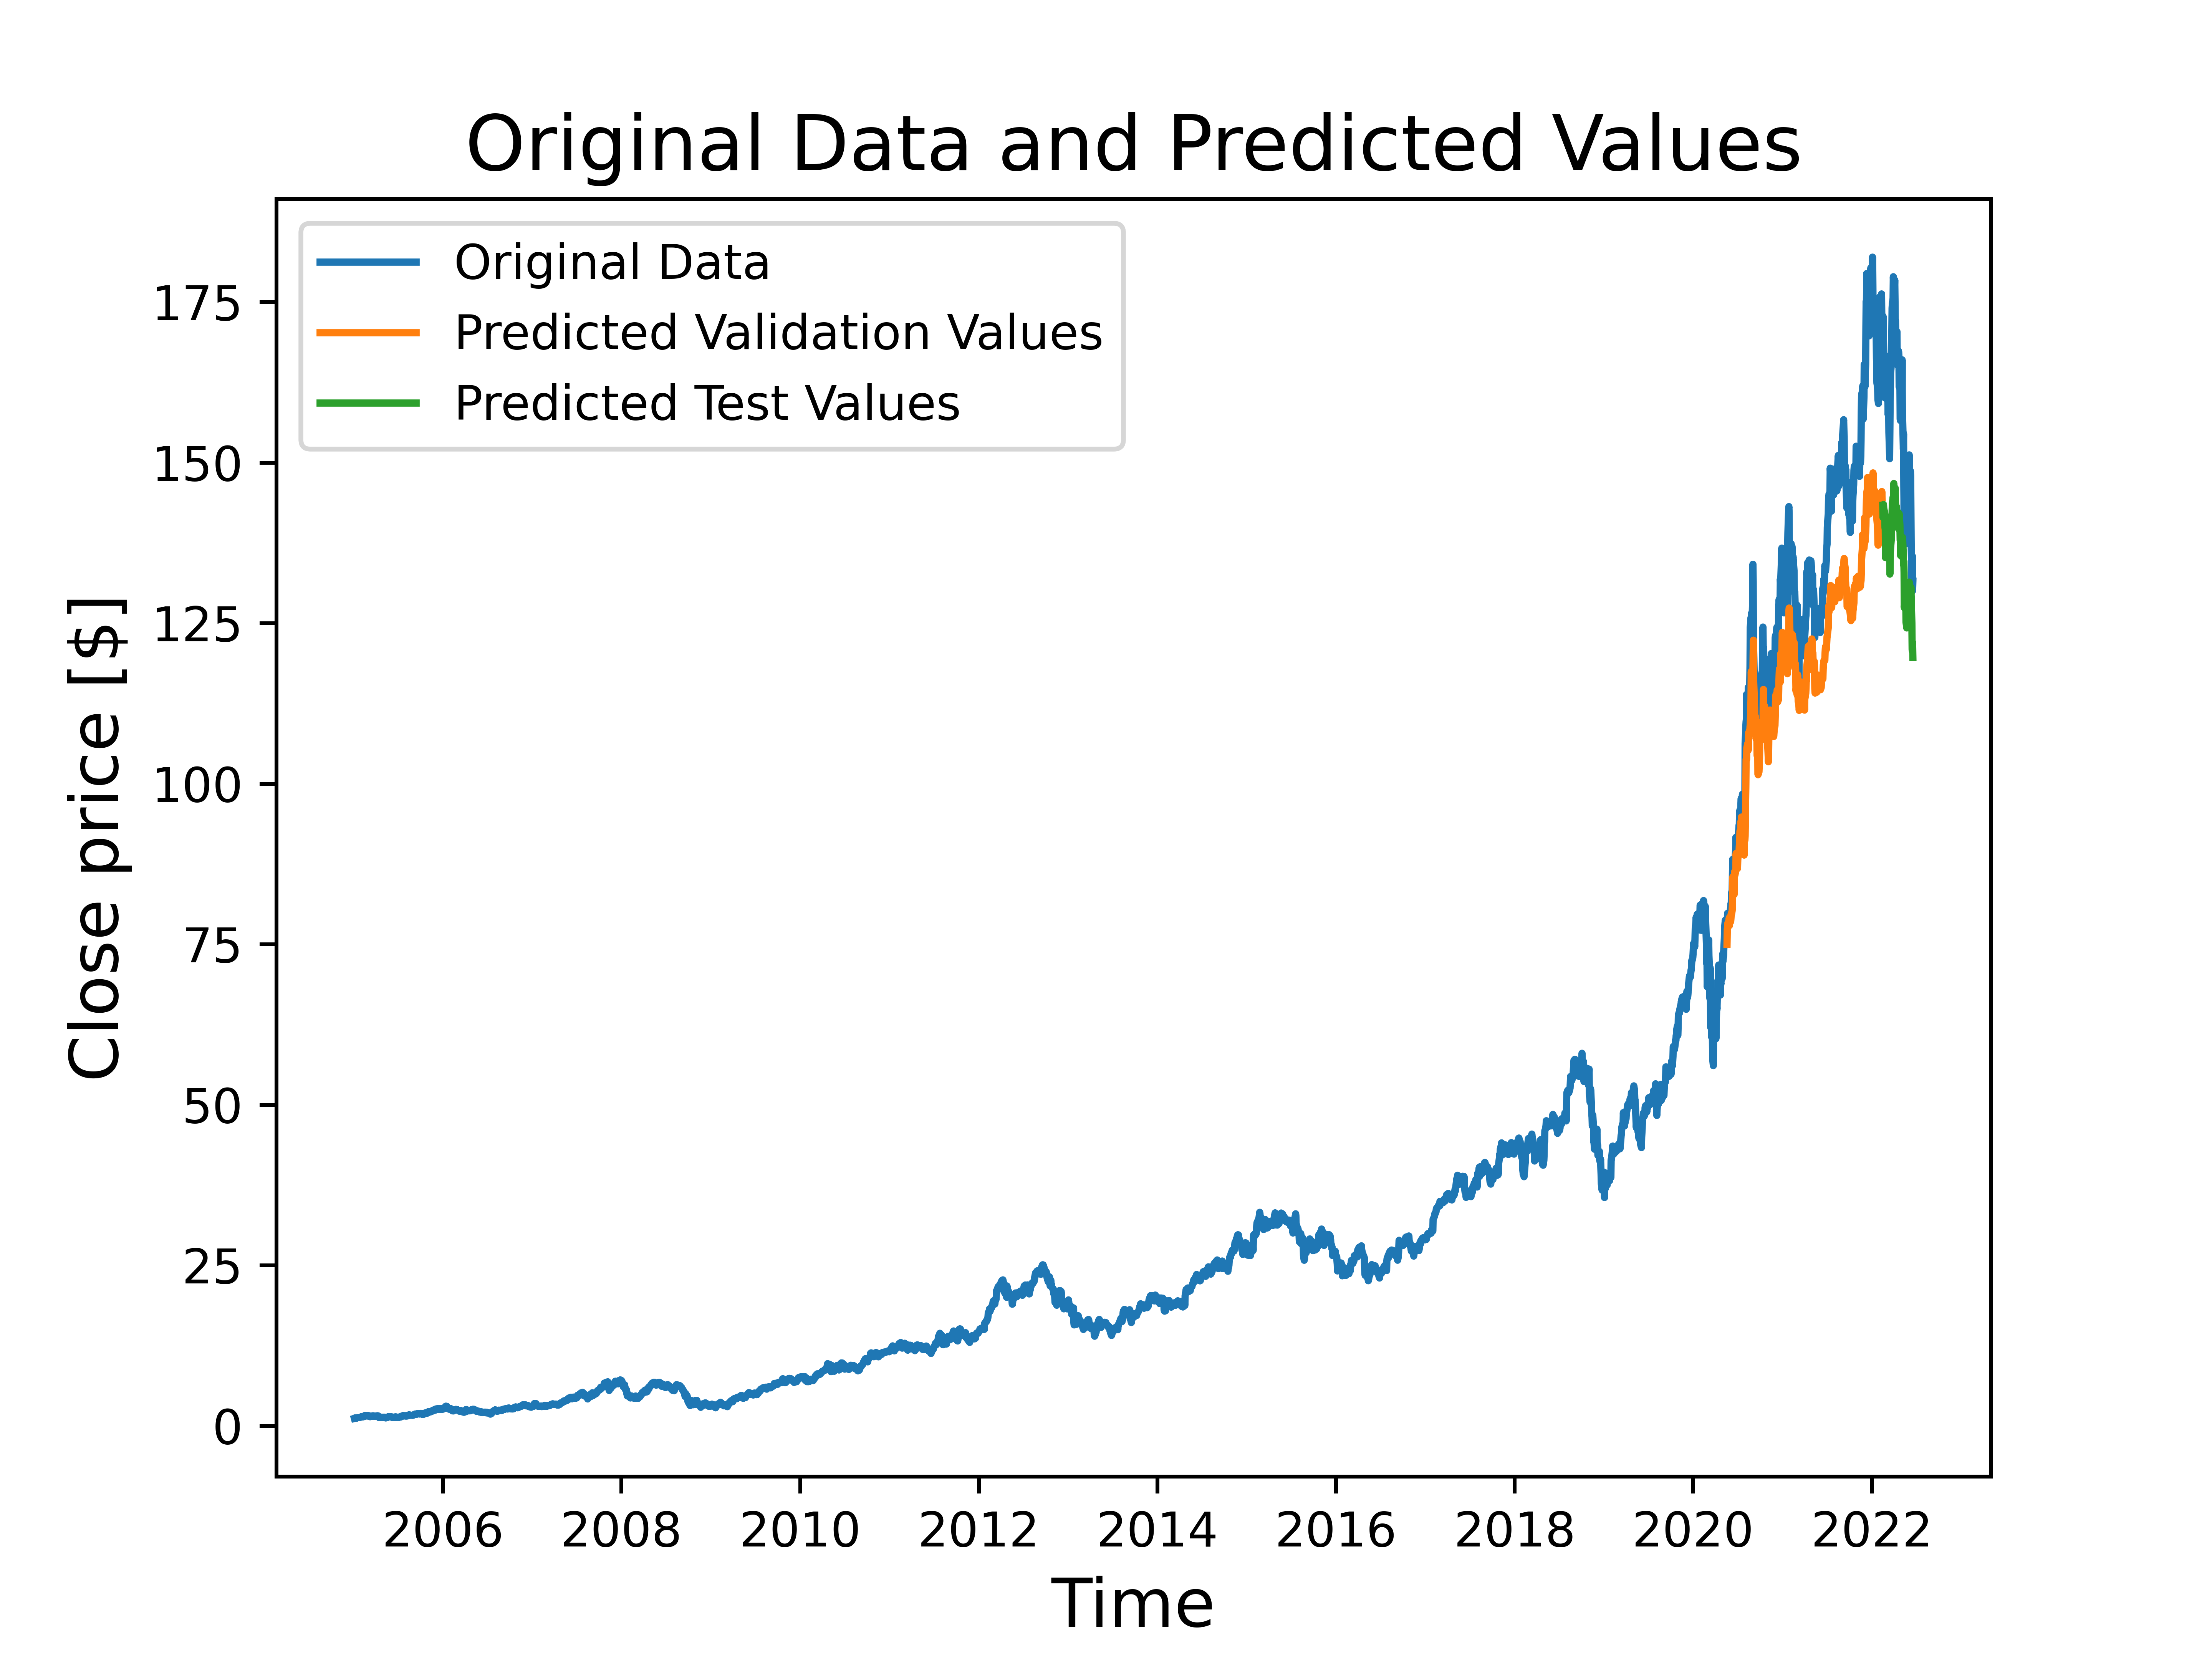 Original Data and Predicted Values
Original Data
Predicted Validation Values
Predicted Test Values
175
150
125
100
75
50
25
0
Close price [$]
2006 2008 2010 2012 2014 2016 2018 2020 2022
Time